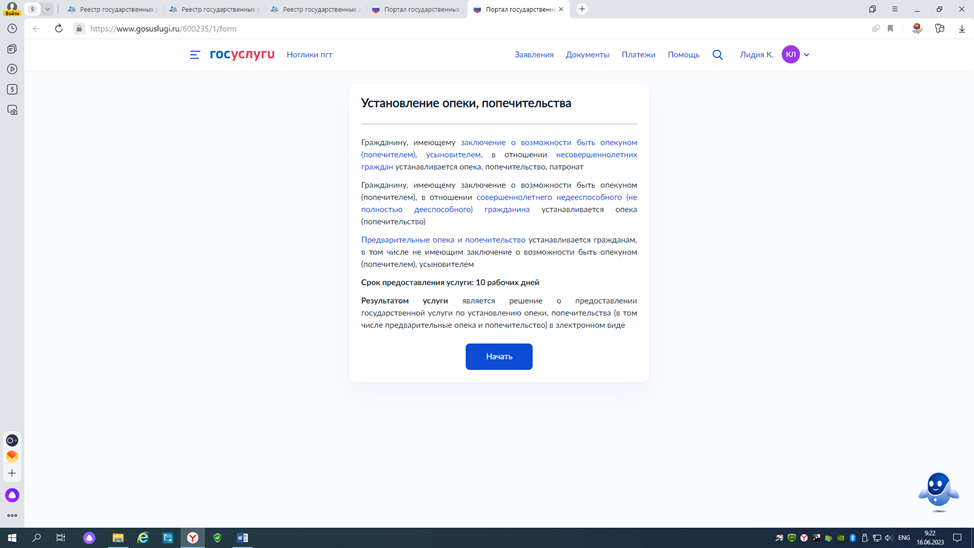 Войти
5
Реестр государственных
Реестр государственных
Реестр государственных
Портал государственных
Портал государственн
https://www.gosuslugi.ru/600235/1/form
госуслуги
Ноглики пгт
Заявления
Документы
Платежи
Помощь
Лидия К.
КЛ
Установление опеки, попечительства
Гражданину, имеющему заключение о возможности быть опекуном
(попечителем), усыновителем, в отношении несовершеннолетних
граждан устанавливается опека, попечительство, патронат
Гражданину, имеющему заключение о возможности быть опекуном
(попечителем), в отношении совершеннолетнего недееспособного (не
полностью дееспособного) гражданина устанавливается опека
(попечительство)
Предварительные опека и попечительство устанавливается гражданам,
в том числе не имеющим заключение о возможности быть опекуном
(попечителем), усыновителем
Срок предоставления услуги: 10 рабочих дней
Результатом услуги является решение о предоставлении
государственной услуги по установлению опеки, попечительства (в том
числе предварительные опека и попечительство) в электронном виде
Начать
ENG
9:22
16.06.2023